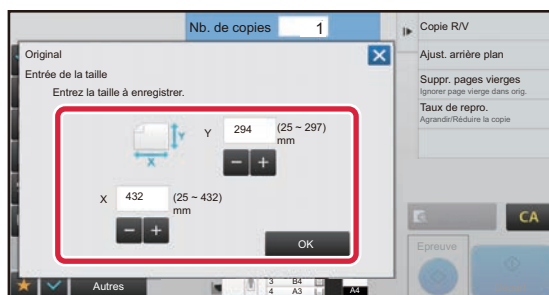 Nb. de copies 1
Copie R/V
Original
Ajust. arrière plan
Entrée de la taille
Entrez la taille à enregistrer.
Suppr. pages vierges
Ignorer page vierge dans orig.
Taux de repro.
Agrandir/Réduire la copie
Y 294 (25 ~ 297)
mm
Y
X
X 432 (25 ~ 432)
mm
OK
CA
Epreuve
Autres
3 B4
4 A3
A4